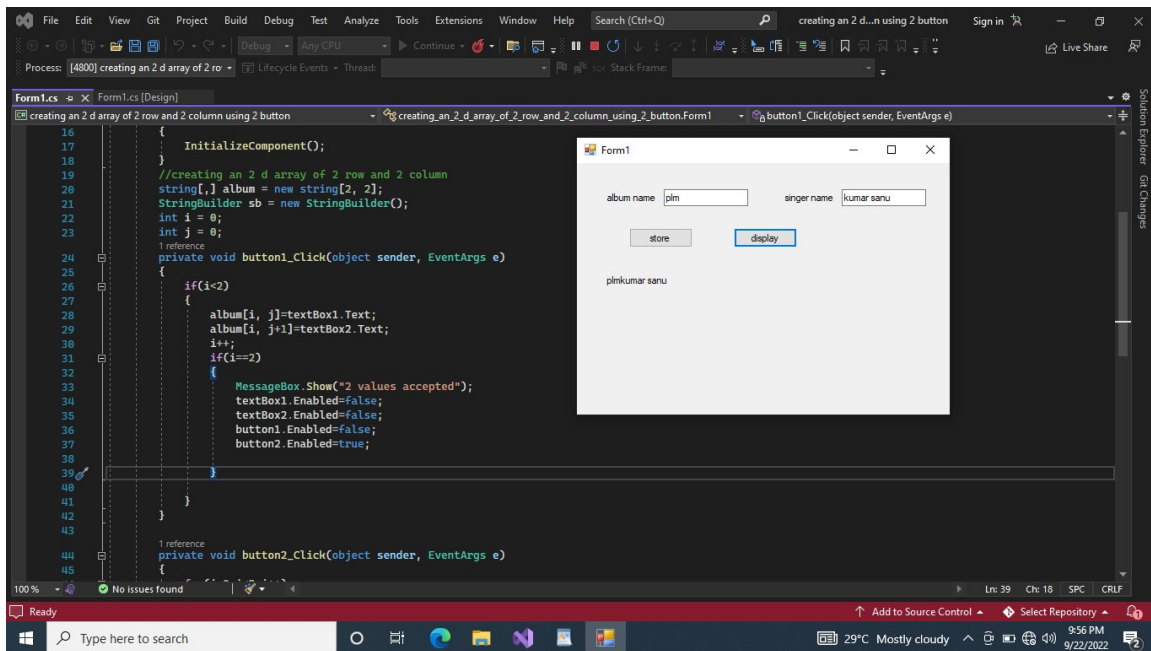 File Edit View Git Project Build Debug Test Analyze Tools Extensions Window Help Search (Ctrl+Q) creating an 2 d...n using 2 button Sign in
Debug Any CPU Continue Live Share
Process: [4800] creating an 2 d array of 2 ro Lifecycle Events Thread: Stack Frame:
Form1.cs Form1.cs [Design]
creating an 2 d array of 2 row and 2 column using 2 button creating_an_2_d_array_of_2_row_and_2_column_using_2_button.Form1 button1_Click(object sender, EventArgs e)
16 {
17 InitializeComponent();
18 }
19 //creating an 2 d array of 2 row and 2 column
20 string[,] album = new string[2, 2];
21 StringBuilder sb = new StringBuilder();
22 int i = 0;
23 int j = 0;
1 reference
24 private void button1_Click(object sender, EventArgs e)
25 {
26 if(i<2)
27 {
28 album[i, j]=textBox1.Text;
29 album[i, j+1]=textBox2.Text;
30 i++;
31 if(i==2)
32 {
33 MessageBox.Show("2 values accepted");
34 textBox1.Enabled=false;
35 textBox2.Enabled=false;
36 button1.Enabled=false;
37 button2.Enabled=true;
38
39 }
40
41 }
42 }
43
1 reference
44 private void button2_Click(object sender, EventArgs e)
45 {
Form1
album name plm singer name kumar sanu
store display
plmkumar sanu
Solution Explorer
Git Changes
100 % No issues found Ln: 39 Ch: 18 SPC CRLF
Ready Add to Source Control Select Repository
Type here to search 29°C Mostly cloudy 9:56 PM
9/22/2022